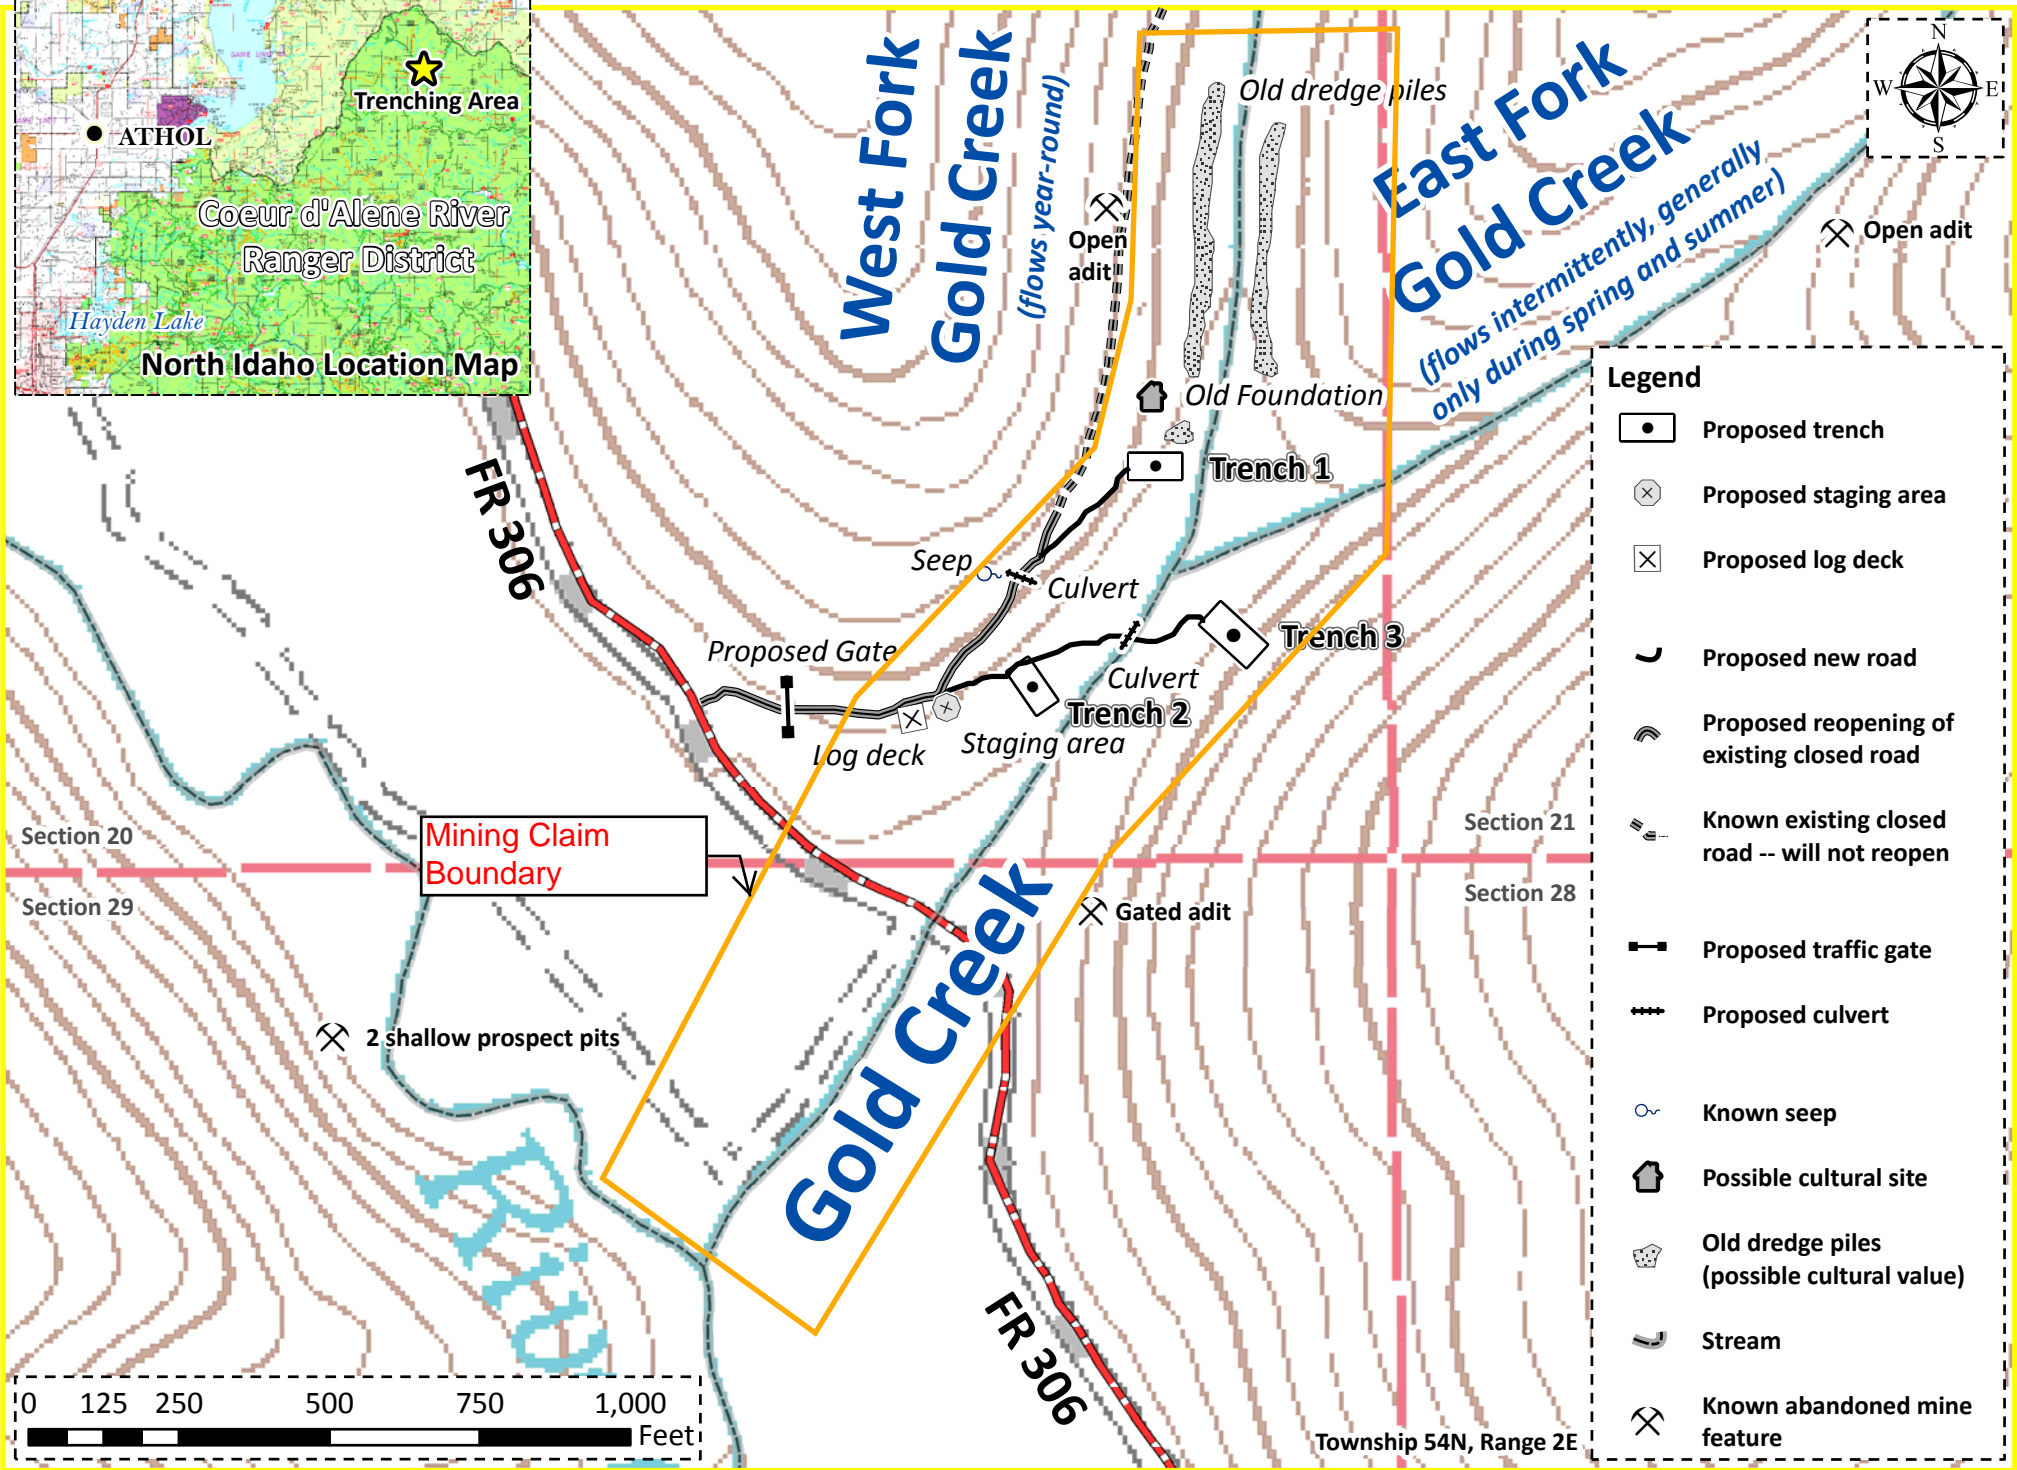 Trenching Area
ATHOL
Coeur d'Alene River
Ranger District
Hayden Lake
North Idaho Location Map
West Fork
Gold Creek
(flows year-round)
Old dredge piles
East Fork
Gold Creek
(flows intermittently, generally
only during spring and summer)
N
W
E
S
Open adit
Open
adit
Old Foundation
Trench 1
FR 306
Seep
Culvert
Proposed Gate
Trench 3
Culvert
Trench 2
Log deck
Staging area
Mining Claim
Boundary
Section 20
Section 29
Section 21
Section 28
Gated adit
Gold Creek
2 shallow prospect pits
Riv
FR 306
0 125 250 500 750 1,000
Feet
Township 54N, Range 2E
Legend
Proposed trench
Proposed staging area
Proposed log deck
Proposed new road
Proposed reopening of
existing closed road
Known existing closed
road -- will not reopen
Proposed traffic gate
Proposed culvert
Known seep
Possible cultural site
Old dredge piles
(possible cultural value)
Stream
Known abandoned mine
feature